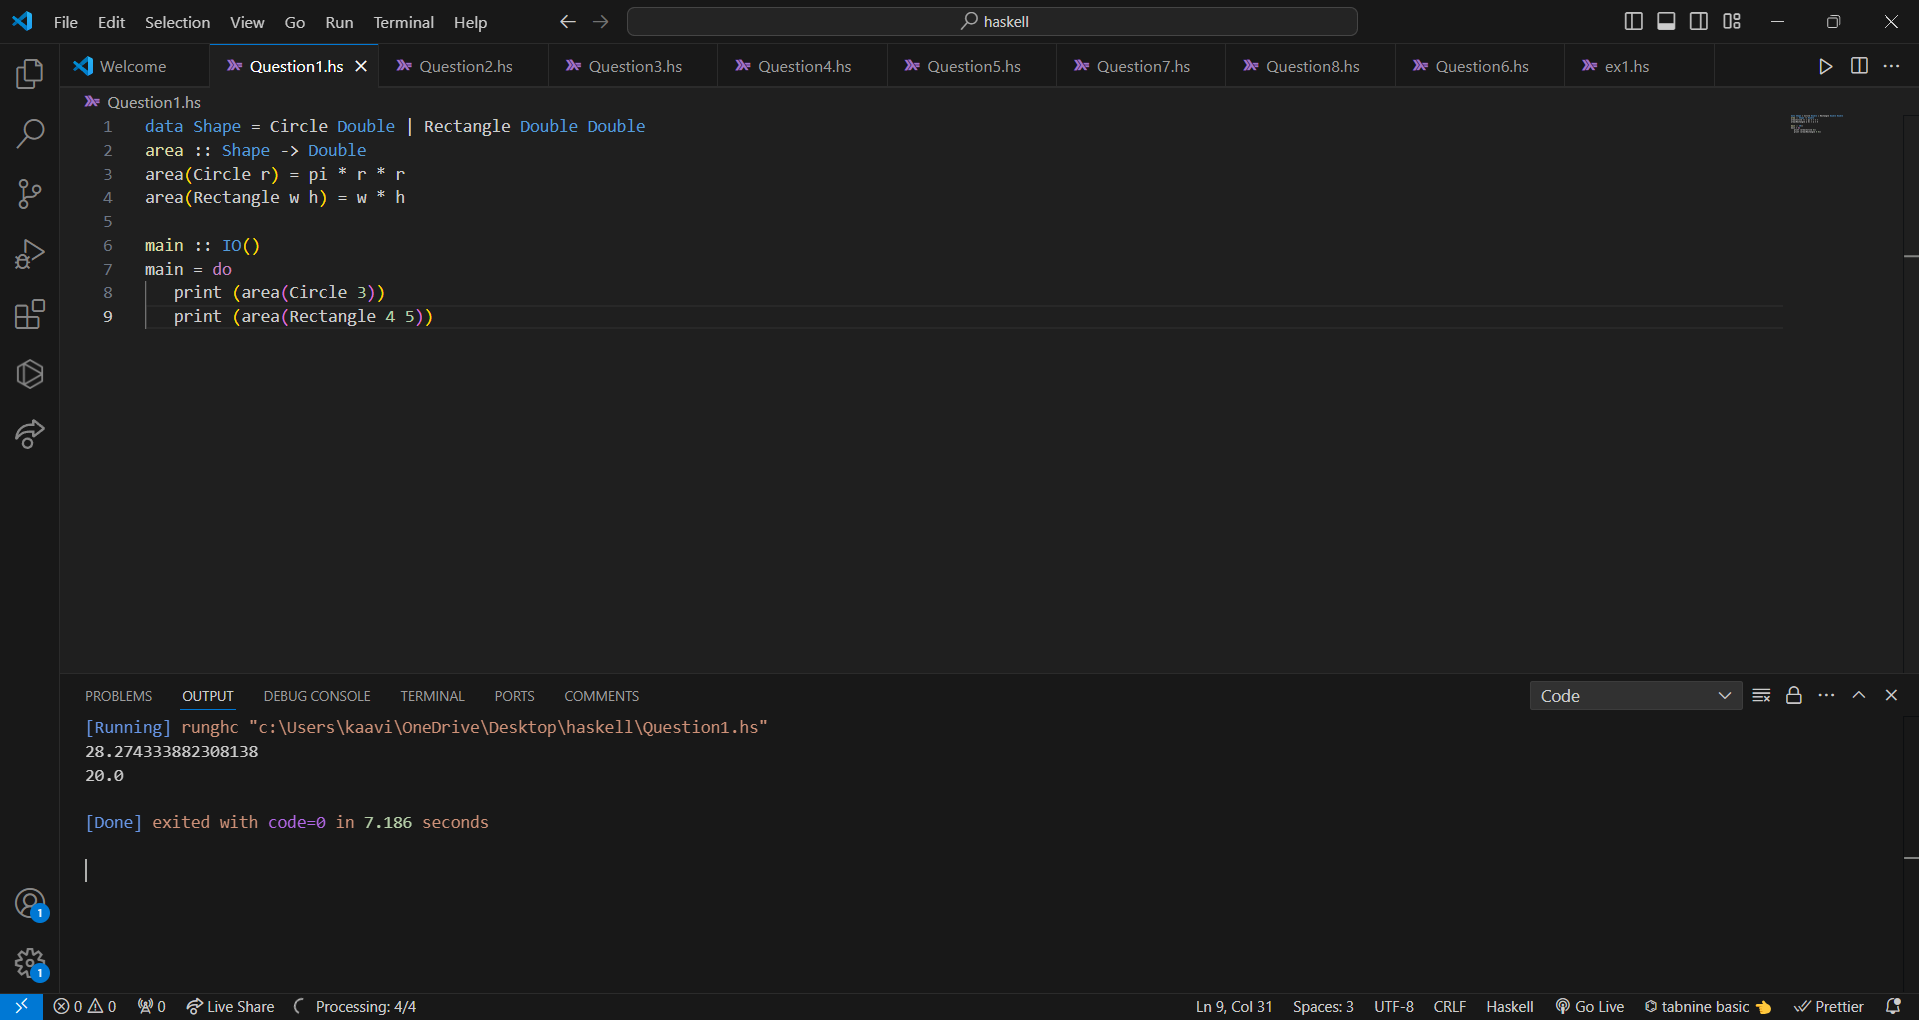 File Edit Selection View Go Run Terminal Help haskell
Welcome Question1.hs Question2.hs Question3.hs Question4.hs Question5.hs Question7.hs Question8.hs Question6.hs ex1.hs
Question1.hs
1 data Shape = Circle Double | Rectangle Double Double
2 area :: Shape -> Double
3 area(Circle r) = pi * r * r
4 area(Rectangle w h) = w * h
5
6 main :: IO()
7 main = do
8 print (area(Circle 3))
9 print (area(Rectangle 4 5))
PROBLEMS OUTPUT DEBUG CONSOLE TERMINAL PORTS COMMENTS Code
[Running] runghc "c:\Users\kaavi\OneDrive\Desktop\haskell\Question1.hs"
28.274333882308138
20.0
[Done] exited with code=0 in 7.186 seconds
1
1
0 0 0 Live Share Processing: 4/4 Ln 9, Col 31 Spaces: 3 UTF-8 CRLF Haskell Go Live tabnine basic Prettier